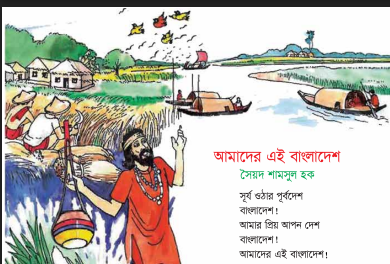 আমাদের এই বাংলাদেশ
সৈয়দ শামসুল হক
সূর্য ওঠার পূর্বদেশ
বাংলাদেশ!
আমার প্রিয় আপন দেশ
বাংলাদেশ!
আমাদের এই বাংলাদেশ!